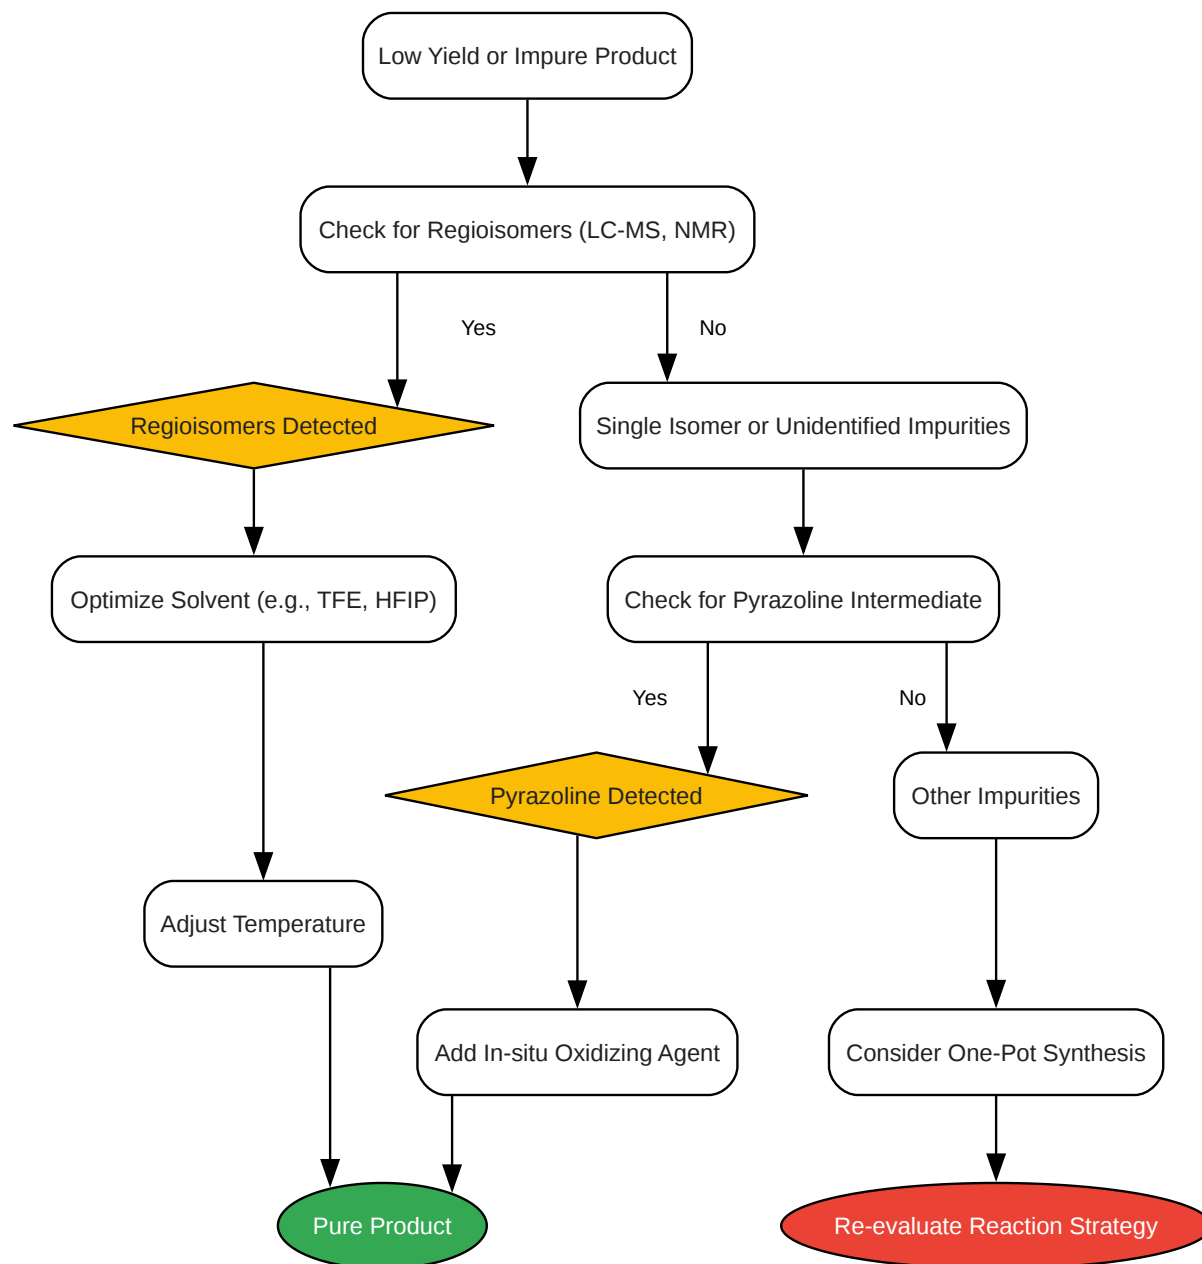 Low Yield or Impure Product
Check for Regioisomers (LC-MS, NMR)
Yes
No
Regioisomers Detected
Single Isomer or Unidentified Impurities
Optimize Solvent (e.g., TFE, HFIP)
Check for Pyrazoline Intermediate
Yes
No
Pyrazoline Detected
Other Impurities
Adjust Temperature
Add In-situ Oxidizing Agent
Consider One-Pot Synthesis
Pure Product
Re-evaluate Reaction Strategy